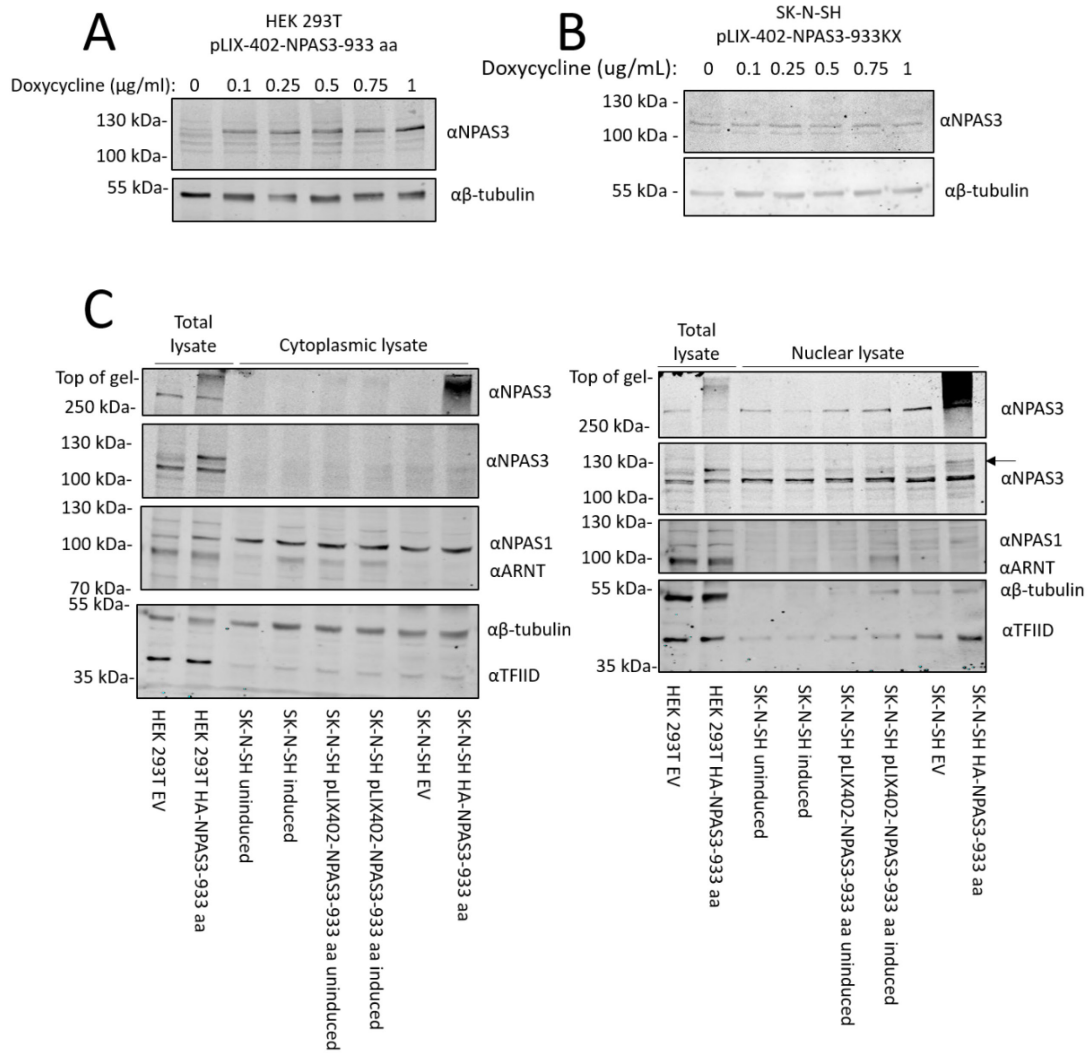 A
HEK 293T
pLIX-402-NPAS3-933 aa
Doxycycline (µg/ml): 0 0.1 0.25 0.5 0.75 1
130 kDa-
αNPAS3
100 kDa-
55 kDa-
αβ-tubulin
B
SK-N-SH
pLIX-402-NPAS3-933KX
Doxycycline (ug/mL): 0 0.1 0.25 0.5 0.75 1
130 kDa -
αNPAS3
100 kDa -
55 kDa -
αβ-tubulin
C
Total
lysate
Cytoplasmic lysate
Top of gel-
αNPAS3
250 kDa-
130 kDa-
αNPAS3
100 kDa-
130 kDa-
αNPAS1
100 kDa-
αARNT
70 kDa-
55 kDa-
αβ-tubulin
αTFIID
35 kDa-
HEK 293T EV
HEK 293T HA-NPAS3-933 aa
SK-N-SH uninduced
SK-N-SH induced
SK-N-SH pLIX402-NPAS3-933 aa uninduced
SK-N-SH pLIX402-NPAS3-933 aa induced
SK-N-SH EV
SK-N-SH HA-NPAS3-933 aa
Total
lysate
Nuclear lysate
Top of gel-
αNPAS3
250 kDa-
130 kDa-
αNPAS3
100 kDa-
130 kDa-
αNPAS1
100 kDa-
αARNT
55 kDa-
αβ-tubulin
αTFIID
35 kDa-
HEK 293T EV
HEK 293T HA-NPAS3-933 aa
SK-N-SH uninduced
SK-N-SH induced
SK-N-SH pLIX402-NPAS3-933 aa uninduced
SK-N-SH pLIX402-NPAS3-933 aa induced
SK-N-SH EV
SK-N-SH HA-NPAS3-933 aa